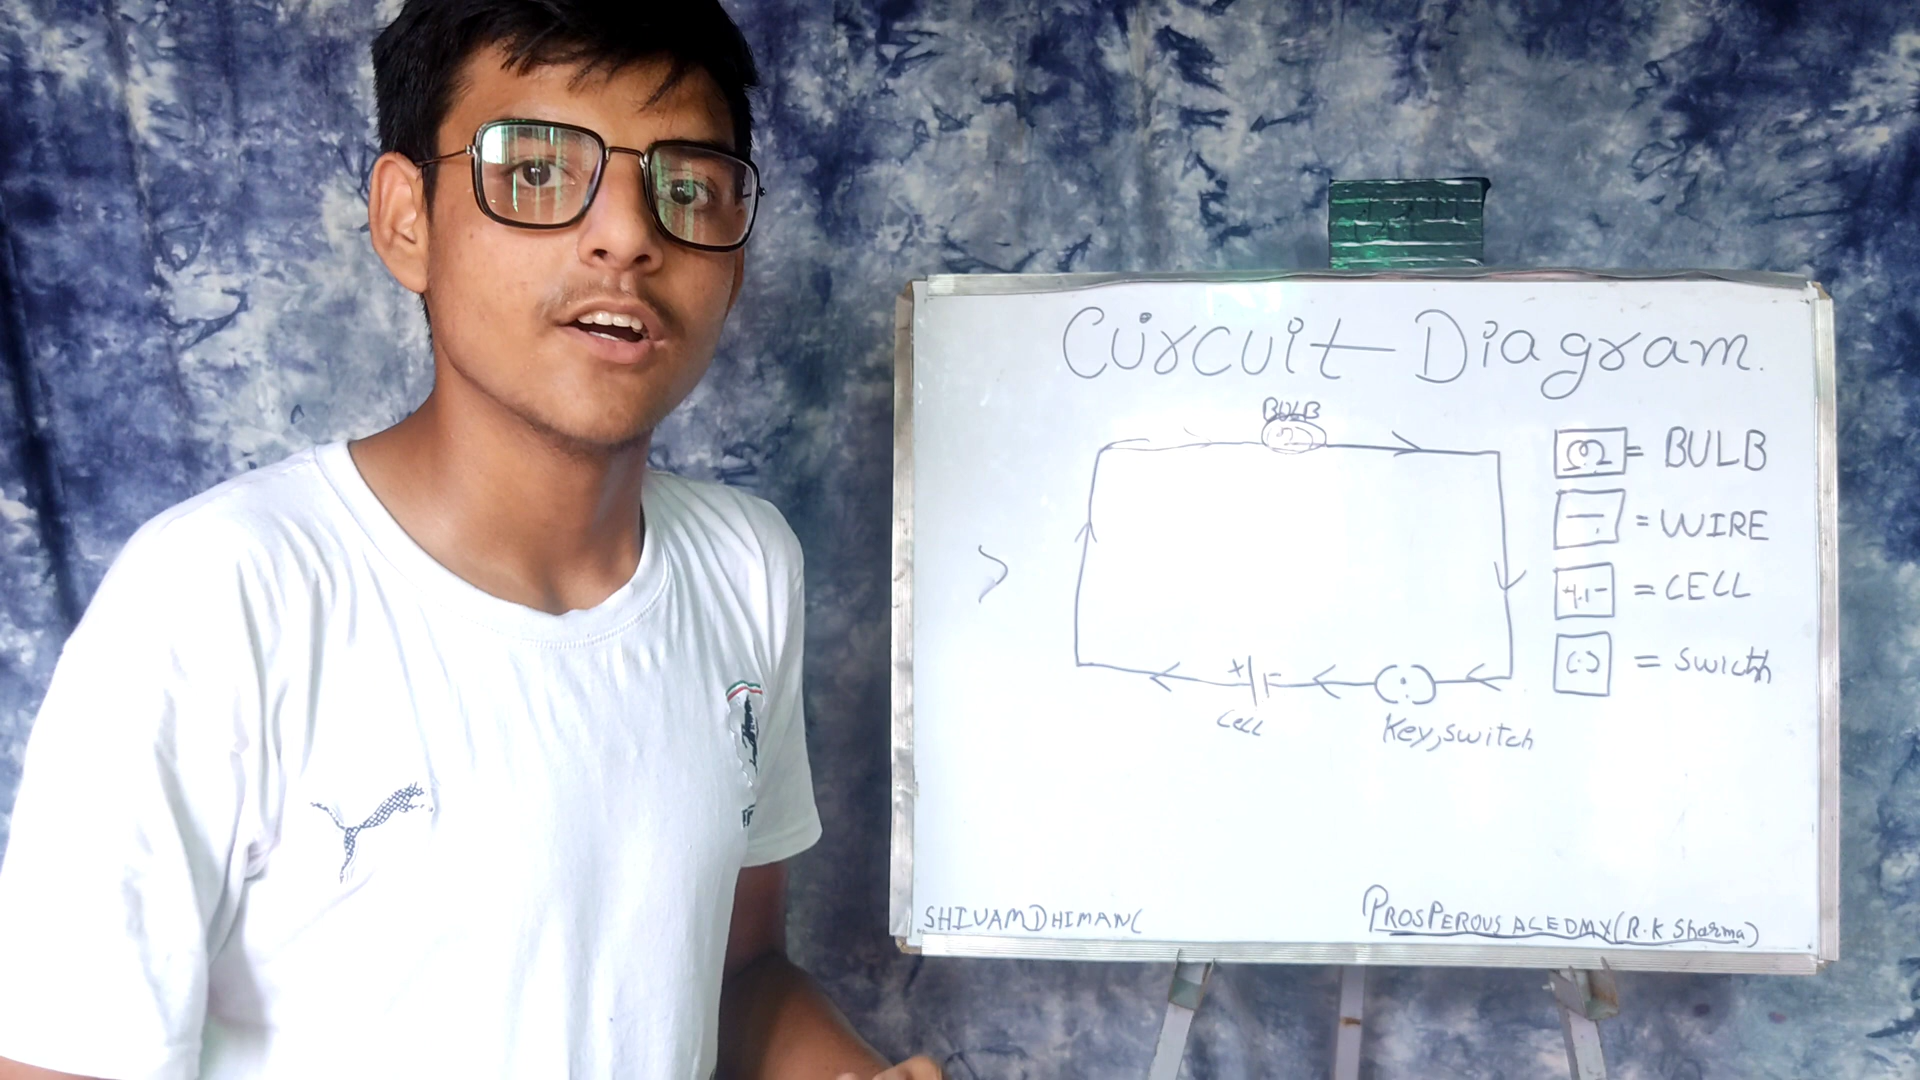 Circuit Diagram.
BULB
= BULB
= WIRE
+ -
= CELL
= Switch
+ -
Cell
Key,switch
SHIVAM DHIMAN(
PROSPEROUS ACEDMY(R.K Sharma)